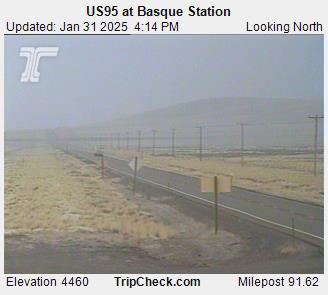 US95 at Basque Station
Updated: Jan 31 2025 4:14 PM Looking North
Elevation 4460 TripCheck.com Milepost 91.62